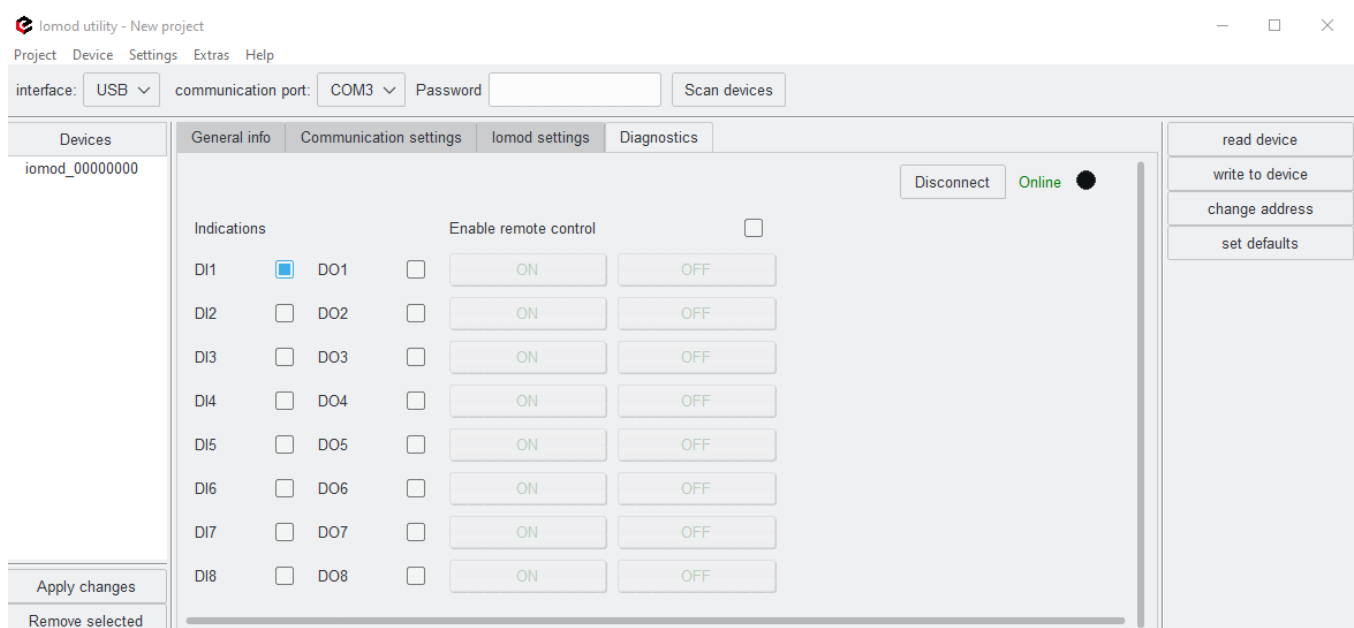 Iomod utility - New project
Project Device Settings Extras Help
interface: USB communication port: COM3 Password Scan devices
Devices
iomod_00000000
General info Communication settings Iomod settings Diagnostics
Disconnect Online
Indications Enable remote control
DI1 DO1 ON OFF
DI2 DO2 ON OFF
DI3 DO3 ON OFF
DI4 DO4 ON OFF
DI5 DO5 ON OFF
DI6 DO6 ON OFF
DI7 DO7 ON OFF
DI8 DO8 ON OFF
read device
write to device
change address
set defaults
Apply changes
Remove selected